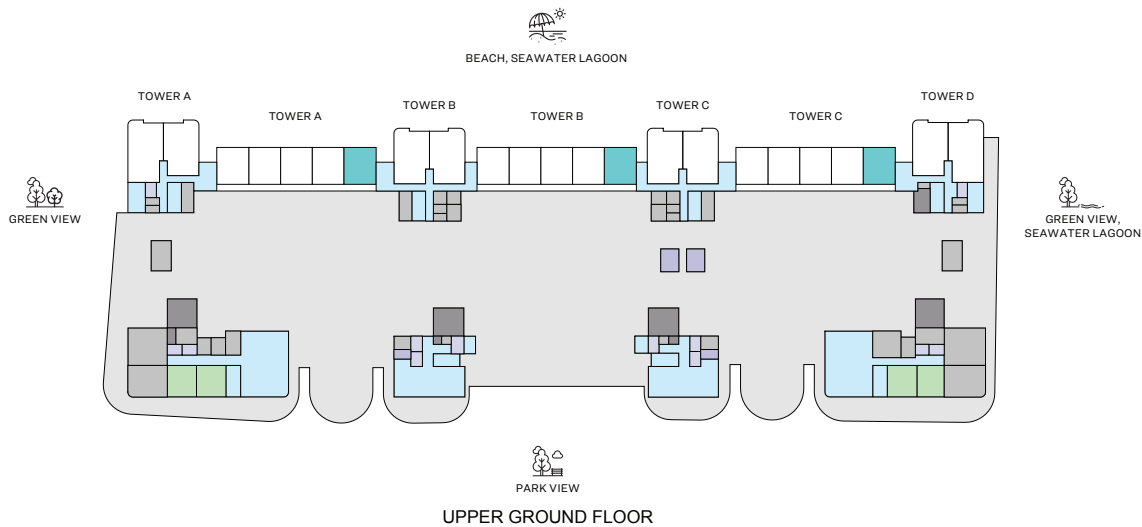 BEACH, SEAWATER LAGOON
TOWER A
TOWER A
TOWER B
TOWER B
TOWER C
TOWER C
TOWER D
GREEN VIEW
GREEN VIEW,
SEAWATER LAGOON
PARK VIEW
UPPER GROUND FLOOR